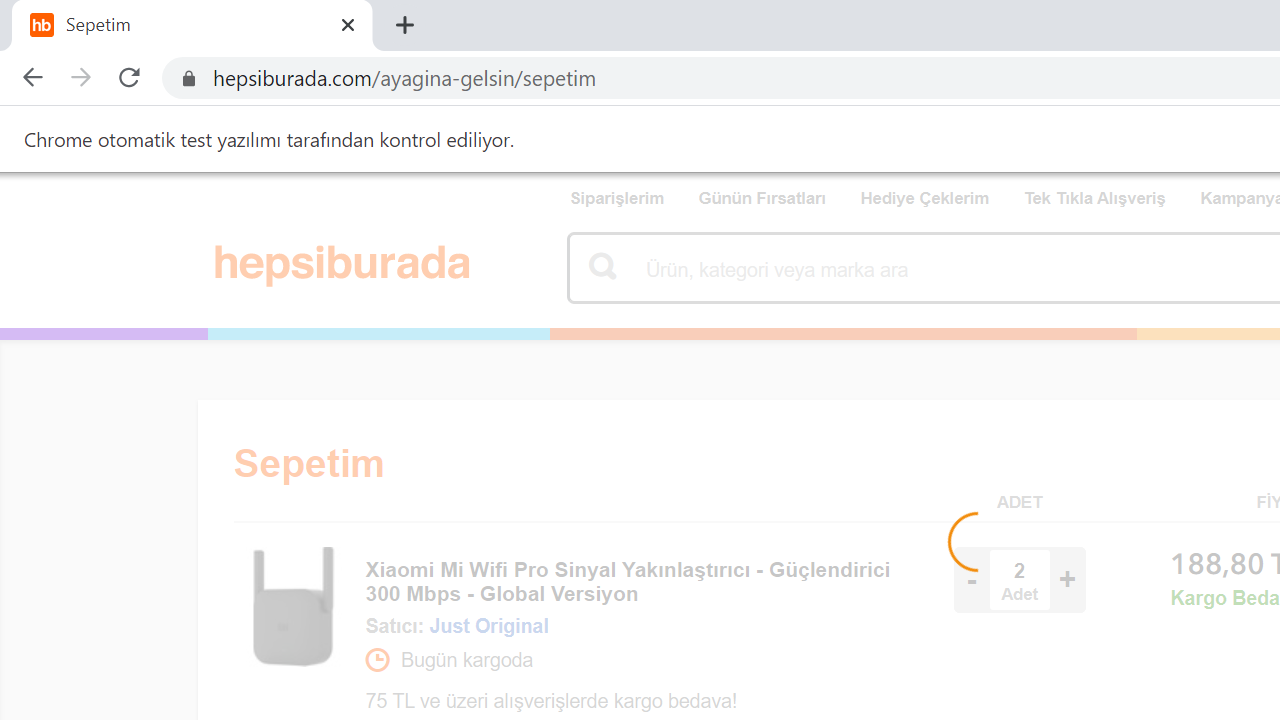 hb Sepetim
hepsiburada.com/ayagina-gelsin/sepetim
Chrome otomatik test yazılımı tarafından kontrol ediliyor.
Siparişlerim Günün Fırsatları Hediye Çeklerim Tek Tıkla Alışveriş Kampanya
hepsiburada
Ürün, kategori veya marka ara
Sepetim
ADET FİY
Xiaomi Mi Wifi Pro Sinyal Yakınlaştırıcı - Güçlendirici
300 Mbps - Global Versiyon
- 2 +
Adet
188,80 T
Kargo Beda
Satıcı: Just Original
Bugün kargoda
75 TL ve üzeri alışverişlerde kargo bedava!